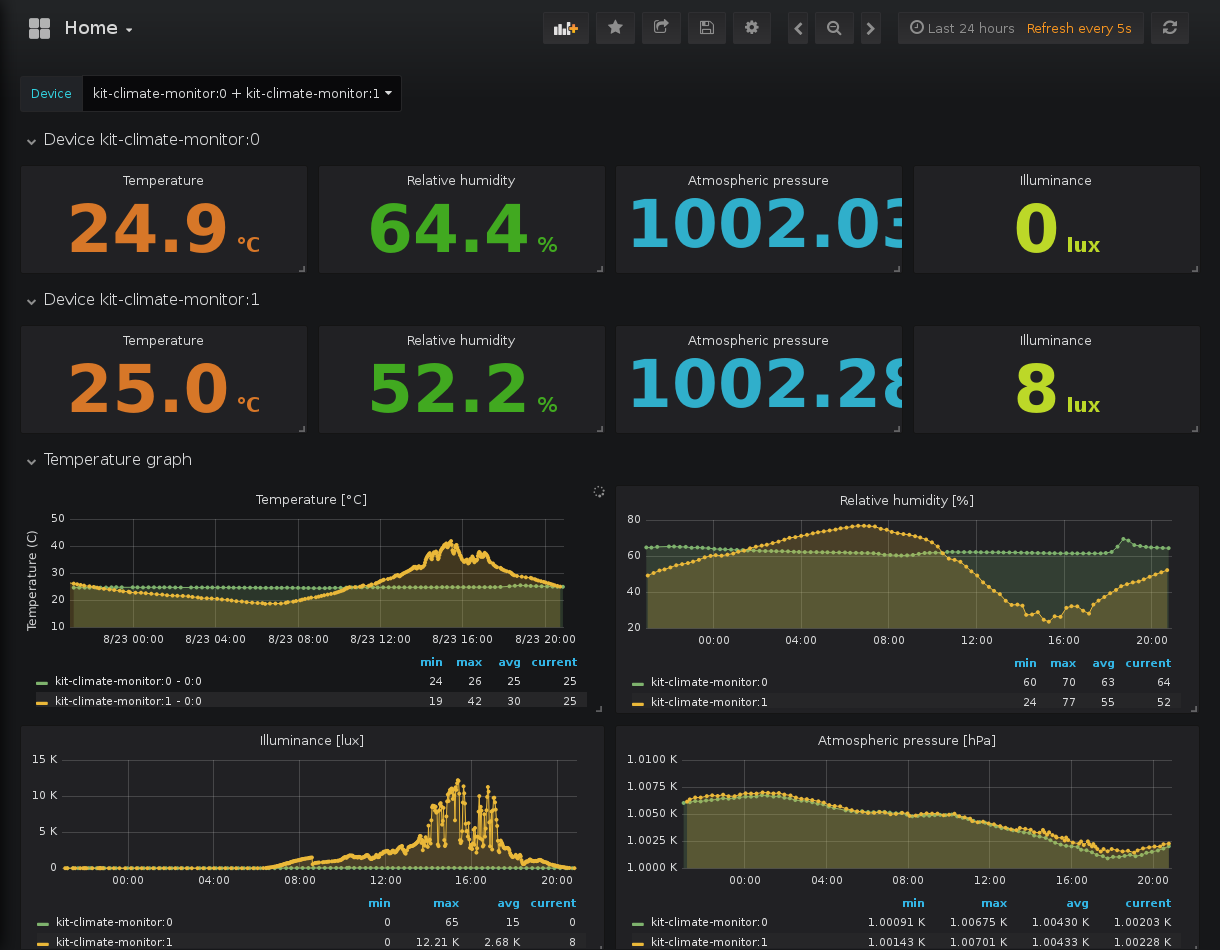 Home
Last 24 hours Refresh every 5s
Device kit-climate-monitor:0 + kit-climate-monitor:1
Device kit-climate-monitor:0
Temperature Relative humidity Atmospheric pressure Illuminance
24.9 °C 64.4 % 1002.03 0 lux
Device kit-climate-monitor:1
Temperature Relative humidity Atmospheric pressure Illuminance
25.0 °C 52.2 % 1002.28 8 lux
Temperature graph
Temperature [°C]
Temperature (C)
50
40
30
20
10
8/23 00:00 8/23 04:00 8/23 08:00 8/23 12:00 8/23 16:00 8/23 20:00
min max avg current
kit-climate-monitor:0 - 0:0 24 26 25 25
kit-climate-monitor:1 - 0:0 19 42 30 25
Relative humidity [%]
80
60
40
20
00:00 04:00 08:00 12:00 16:00 20:00
min max avg current
kit-climate-monitor:0 60 70 63 64
kit-climate-monitor:1 24 77 55 52
Illuminance [lux]
15 K
10 K
5 K
0
00:00 04:00 08:00 12:00 16:00 20:00
min max avg current
kit-climate-monitor:0 0 65 15 0
kit-climate-monitor:1 0 12.21 K 2.68 K 8
Atmospheric pressure [hPa]
1.0100 K
1.0075 K
1.0050 K
1.0025 K
1.0000 K
00:00 04:00 08:00 12:00 16:00 20:00
min max avg current
kit-climate-monitor:0 1.00091 K 1.00675 K 1.00430 K 1.00203 K
kit-climate-monitor:1 1.00143 K 1.00701 K 1.00433 K 1.00228 K